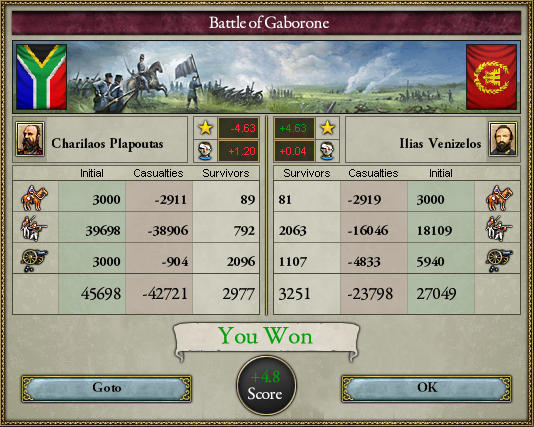 Battle of Gaborone
-4.63 +4.63
Charilaos Plapoutas Ilias Venizelos
+1.20 +0.04
Initial Casualties Survivors Survivors Casualties Initial
3000 -2911 89 81 -2919 3000
39698 -38906 792 2063 -16046 18109
3000 -904 2096 1107 -4833 5940
45698 -42721 2977 3251 -23798 27049
You Won
+4.8
Goto Score OK